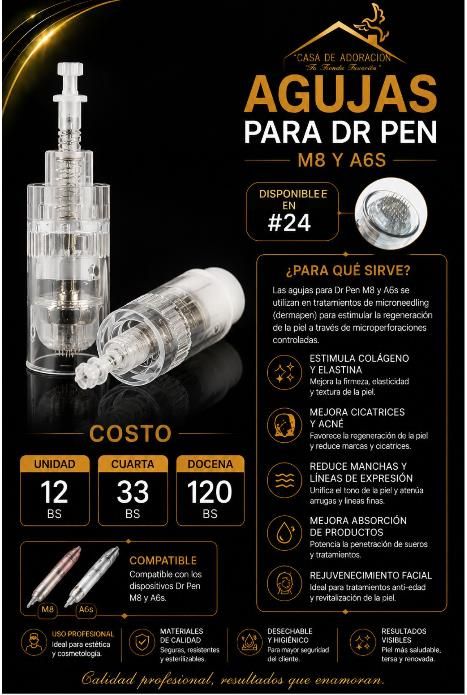 "CASA DE ADORACION
"Tu Tienda Favorita"
AGUJAS
PARA DR PEN
M8 Y A6S
DISPONIBLE E
EN
#24
¿PARA QUÉ SIRVE?
Las agujas para Dr Pen M8 y A6s se
utilizan en tratamientos de microneedling
(dermapen) para estimular la regeneración
de la piel a través de microperforaciones
controladas.
ESTIMULA COLÁGENO
Y ELASTINA
Mejora la firmeza, elasticidad
y textura de la piel.
MEJORA CICATRICES
Y ACNÉ
Favorece la regeneración de la piel
y reduce marcas y cicatrices.
REDUCE MANCHAS Y
LÍNEAS DE EXPRESIÓN
Unifica el tono de la piel y atenúa
arrugas y líneas finas.
MEJORA ABSORCIÓN
DE PRODUCTOS
Potencia la penetración de sueros
y tratamientos.
REJUVENECIMIENTO FACIAL
Ideal para tratamientos anti-edad
y revitalización de la piel.
COSTO
UNIDAD
12
BS
CUARTA
33
BS
DOCENA
120
BS
COMPATIBLE
Compatible con los
dispositivos Dr Pen
M8 y A6s.
M8
A6s
USO PROFESIONAL
Ideal para estética
y cosmetología.
MATERIALES
DE CALIDAD
Seguras, resistentes
y esterilizables.
DESECHABLE
Y HIGIÉNICO
Para mayor seguridad
del cliente.
RESULTADOS
VISIBLES
Piel más saludable,
tersa y renovada.
Calidad profesional, resultados que enamoran.